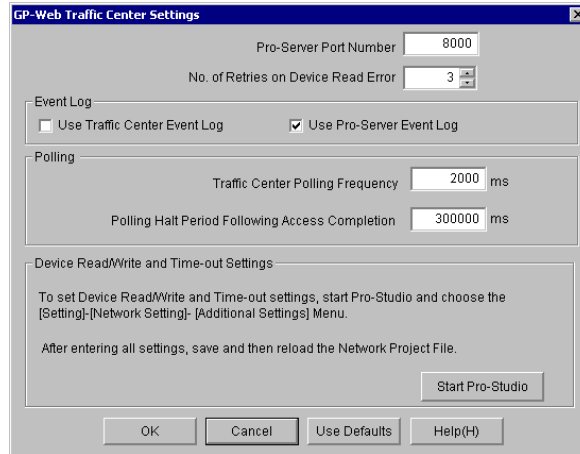 GP-Web Traffic Center Settings
Pro-Server Port Number 8000
No. of Retries on Device Read Error 3
Event Log
Use Traffic Center Event Log Use Pro-Server Event Log
Polling
Traffic Center Polling Frequency 2000 ms
Polling Halt Period Following Access Completion 300000 ms
Device Read/Write and Time-out Settings
To set Device Read/Write and Time-out settings, start Pro-Studio and choose the
[Setting]-[Network Setting]- [Additional Settings] Menu.
After entering all settings, save and then reload the Network Project File.
Start Pro-Studio
OK Cancel Use Defaults Help(H)